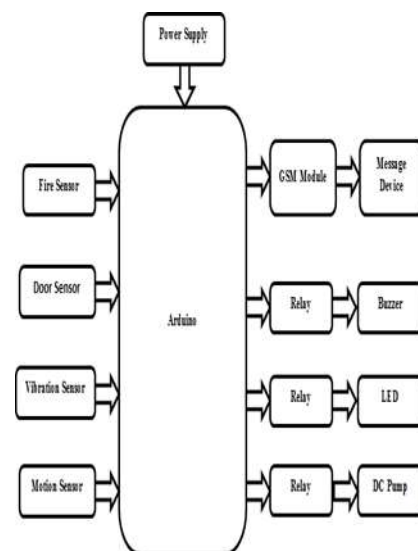 Power Supply
Fire Sensor
GSM Module
Message
Device
Door Sensor
Relay
Buzzer
Arduino
Vibration Sensor
Relay
LED
Motion Sensor
Relay
DC Pump